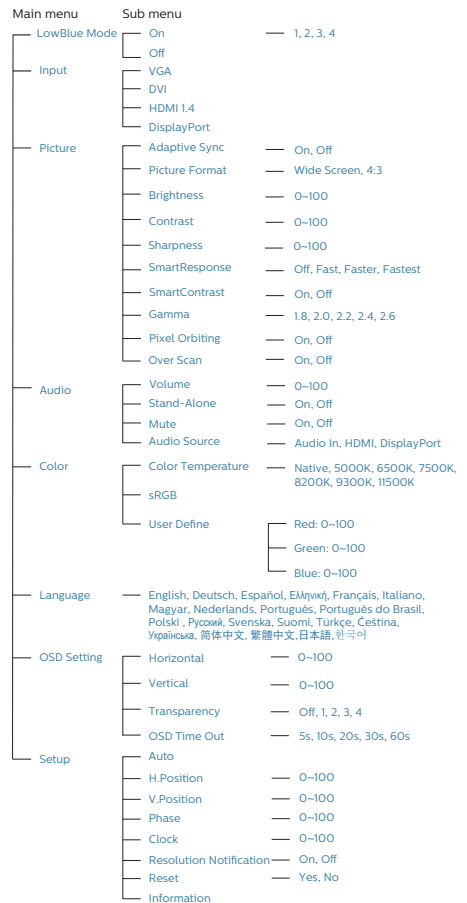 Main menu Sub menu
LowBlue Mode On 1, 2, 3, 4
Off
Input VGA
DVI
HDMI 1.4
DisplayPort
Picture Adaptive Sync On, Off
Picture Format Wide Screen, 4:3
Brightness 0~100
Contrast 0~100
Sharpness 0~100
SmartResponse Off, Fast, Faster, Fastest
SmartContrast On, Off
Gamma 1.8, 2.0, 2.2, 2.4, 2.6
Pixel Orbiting On, Off
Over Scan On, Off
Audio Volume 0~100
Stand-Alone On, Off
Mute On, Off
Audio Source Audio In, HDMI, DisplayPort
Color Color Temperature Native, 5000K, 6500K, 7500K,
8200K, 9300K, 11500K
sRGB
User Define Red: 0~100
Green: 0~100
Blue: 0~100
Language English, Deutsch, Español, Ελληνική, Français, Italiano,
Magyar, Nederlands, Português, Português do Brasil,
Polski , Русский, Svenska, Suomi, Türkçe, Čeština,
Українська, 简体中文, 繁體中文,日本語,한국어
OSD Setting Horizontal 0~100
Vertical 0~100
Transparency Off, 1, 2, 3, 4
OSD Time Out 5s, 10s, 20s, 30s, 60s
Setup Auto
H.Position 0~100
V.Position 0~100
Phase 0~100
Clock 0~100
Resolution Notification On, Off
Reset Yes, No
Information